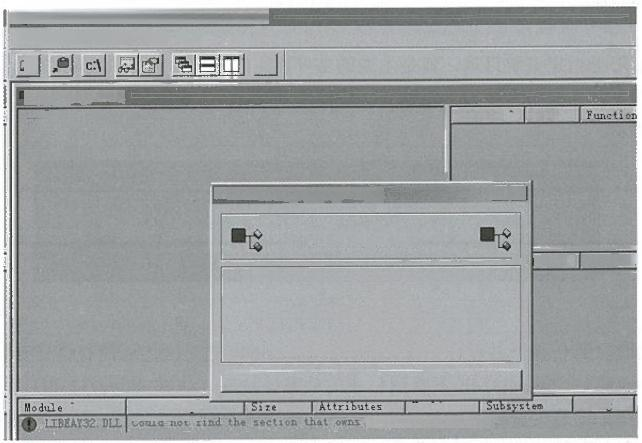 c:\
Function
Module Size Attributes Subsystem
LIBEAY32.DLL Could not find the section that owns